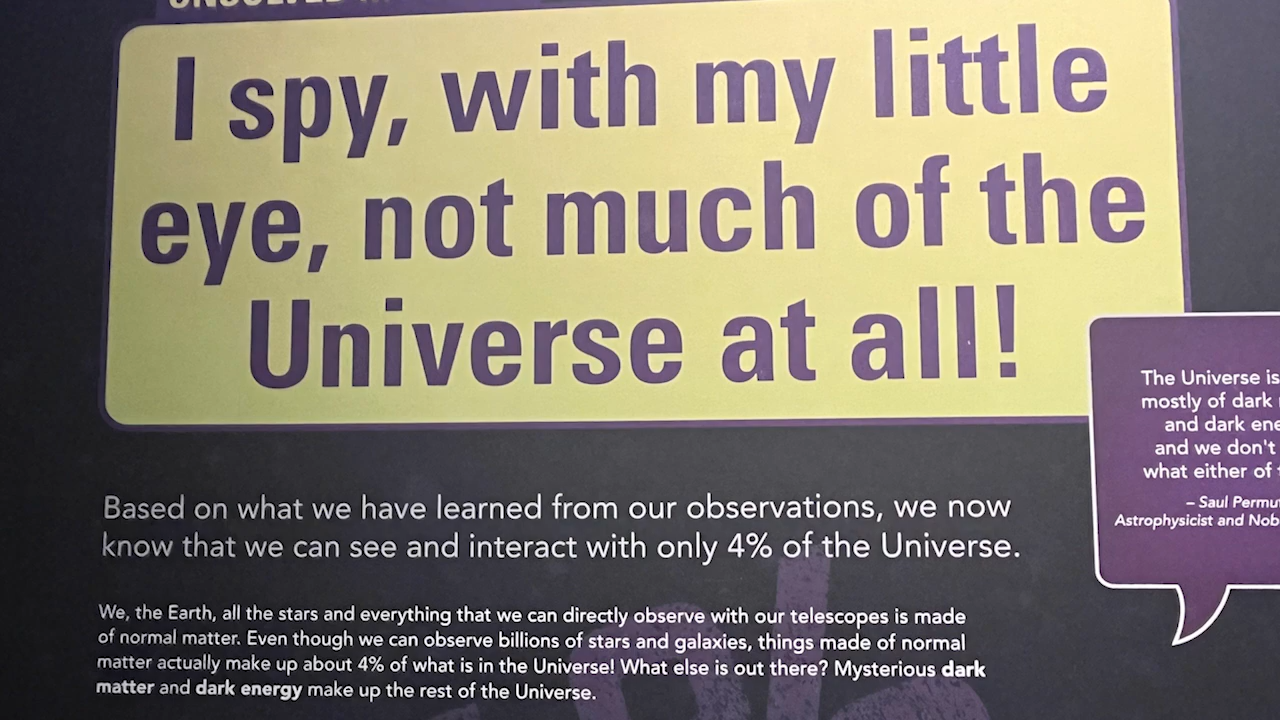 I spy, with my little
eye, not much of the
Universe at all!
The Universe is
mostly of dark
and dark
and we don't
what either of
– Saul
Astrophysicist and
Based on what we have learned from our observations, we now
know that we can see and interact with only 4% of the Universe.
We, the Earth, all the stars and everything that we can directly observe with our telescopes is made
of normal matter. Even though we can observe billions of stars and galaxies, things made of normal
matter actually make up about 4% of what is in the Universe! What else is out there? Mysterious dark
matter and dark energy make up the rest of the Universe.